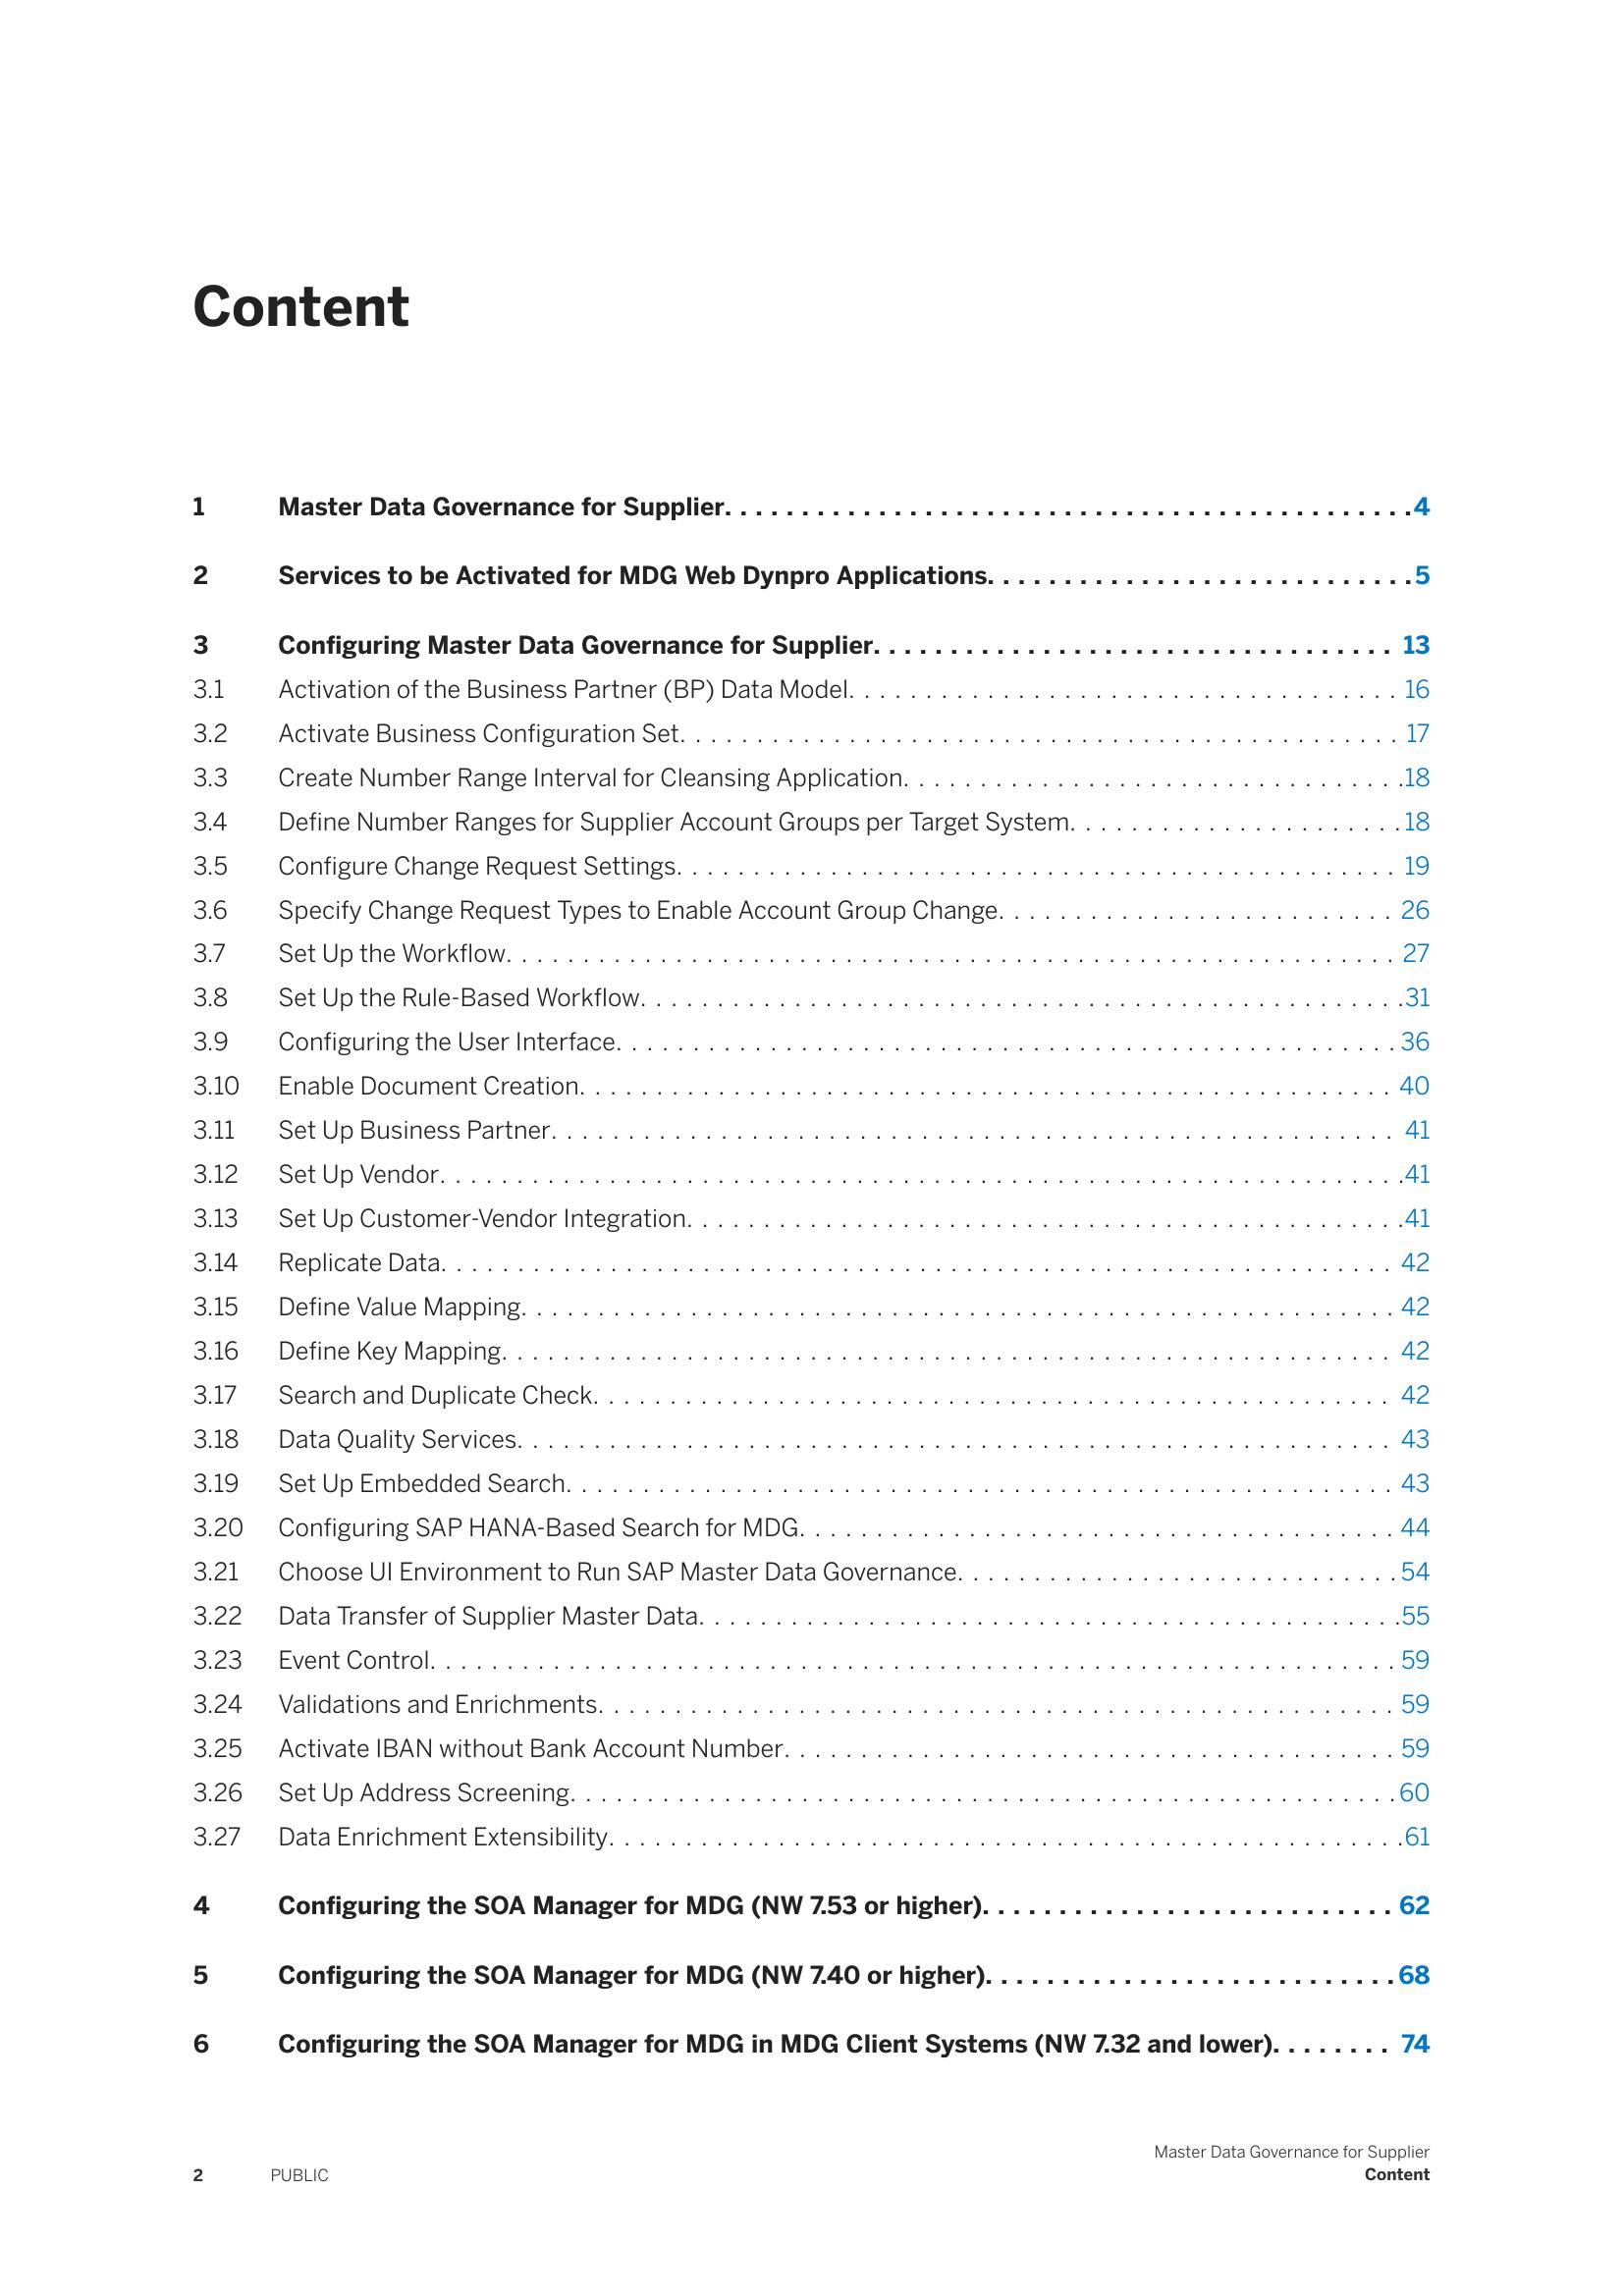 Content
1 Master Data Governance for Supplier. . . . . . . . . . . . . . . . . . . . . . . . . . . . . . . . . . . . . . . . . . . . .4
2 Services to be Activated for MDG Web Dynpro Applications. . . . . . . . . . . . . . . . . . . . . . . . . . . .5
3 Configuring Master Data Governance for Supplier. . . . . . . . . . . . . . . . . . . . . . . . . . . . . . . . . . 13
3.1 Activation of the Business Partner (BP) Data Model. . . . . . . . . . . . . . . . . . . . . . . . . . . . . . . . . . . . 16
3.2 Activate Business Configuration Set. . . . . . . . . . . . . . . . . . . . . . . . . . . . . . . . . . . . . . . . . . . . . . . 17
3.3 Create Number Range Interval for Cleansing Application. . . . . . . . . . . . . . . . . . . . . . . . . . . . . . . . .18
3.4 Define Number Ranges for Supplier Account Groups per Target System. . . . . . . . . . . . . . . . . . . . . .18
3.5 Configure Change Request Settings. . . . . . . . . . . . . . . . . . . . . . . . . . . . . . . . . . . . . . . . . . . . . . . 19
3.6 Specify Change Request Types to Enable Account Group Change. . . . . . . . . . . . . . . . . . . . . . . . . . 26
3.7 Set Up the Workflow. . . . . . . . . . . . . . . . . . . . . . . . . . . . . . . . . . . . . . . . . . . . . . . . . . . . . . . . . . 27
3.8 Set Up the Rule-Based Workflow. . . . . . . . . . . . . . . . . . . . . . . . . . . . . . . . . . . . . . . . . . . . . . . . . .31
3.9 Configuring the User Interface. . . . . . . . . . . . . . . . . . . . . . . . . . . . . . . . . . . . . . . . . . . . . . . . . . . 36
3.10 Enable Document Creation. . . . . . . . . . . . . . . . . . . . . . . . . . . . . . . . . . . . . . . . . . . . . . . . . . . . . 40
3.11 Set Up Business Partner. . . . . . . . . . . . . . . . . . . . . . . . . . . . . . . . . . . . . . . . . . . . . . . . . . . . . . . 41
3.12 Set Up Vendor. . . . . . . . . . . . . . . . . . . . . . . . . . . . . . . . . . . . . . . . . . . . . . . . . . . . . . . . . . . . . . .41
3.13 Set Up Customer-Vendor Integration. . . . . . . . . . . . . . . . . . . . . . . . . . . . . . . . . . . . . . . . . . . . . . .41
3.14 Replicate Data. . . . . . . . . . . . . . . . . . . . . . . . . . . . . . . . . . . . . . . . . . . . . . . . . . . . . . . . . . . . . . 42
3.15 Define Value Mapping. . . . . . . . . . . . . . . . . . . . . . . . . . . . . . . . . . . . . . . . . . . . . . . . . . . . . . . . . 42
3.16 Define Key Mapping. . . . . . . . . . . . . . . . . . . . . . . . . . . . . . . . . . . . . . . . . . . . . . . . . . . . . . . . . . 42
3.17 Search and Duplicate Check. . . . . . . . . . . . . . . . . . . . . . . . . . . . . . . . . . . . . . . . . . . . . . . . . . . . 42
3.18 Data Quality Services. . . . . . . . . . . . . . . . . . . . . . . . . . . . . . . . . . . . . . . . . . . . . . . . . . . . . . . . . 43
3.19 Set Up Embedded Search. . . . . . . . . . . . . . . . . . . . . . . . . . . . . . . . . . . . . . . . . . . . . . . . . . . . . . 43
3.20 Configuring SAP HANA-Based Search for MDG. . . . . . . . . . . . . . . . . . . . . . . . . . . . . . . . . . . . . . . 44
3.21 Choose UI Environment to Run SAP Master Data Governance. . . . . . . . . . . . . . . . . . . . . . . . . . . . . 54
3.22 Data Transfer of Supplier Master Data. . . . . . . . . . . . . . . . . . . . . . . . . . . . . . . . . . . . . . . . . . . . . .55
3.23 Event Control. . . . . . . . . . . . . . . . . . . . . . . . . . . . . . . . . . . . . . . . . . . . . . . . . . . . . . . . . . . . . . . 59
3.24 Validations and Enrichments. . . . . . . . . . . . . . . . . . . . . . . . . . . . . . . . . . . . . . . . . . . . . . . . . . . . 59
3.25 Activate IBAN without Bank Account Number. . . . . . . . . . . . . . . . . . . . . . . . . . . . . . . . . . . . . . . . 59
3.26 Set Up Address Screening. . . . . . . . . . . . . . . . . . . . . . . . . . . . . . . . . . . . . . . . . . . . . . . . . . . . . . 60
3.27 Data Enrichment Extensibility. . . . . . . . . . . . . . . . . . . . . . . . . . . . . . . . . . . . . . . . . . . . . . . . . . . .61
4 Configuring the SOA Manager for MDG (NW 7.53 or higher). . . . . . . . . . . . . . . . . . . . . . . . . . . 62
5 Configuring the SOA Manager for MDG (NW 7.40 or higher). . . . . . . . . . . . . . . . . . . . . . . . . . . 68
6 Configuring the SOA Manager for MDG in MDG Client Systems (NW 7.32 and lower). . . . . . . . 74
Master Data Governance for Supplier
2 PUBLIC Content